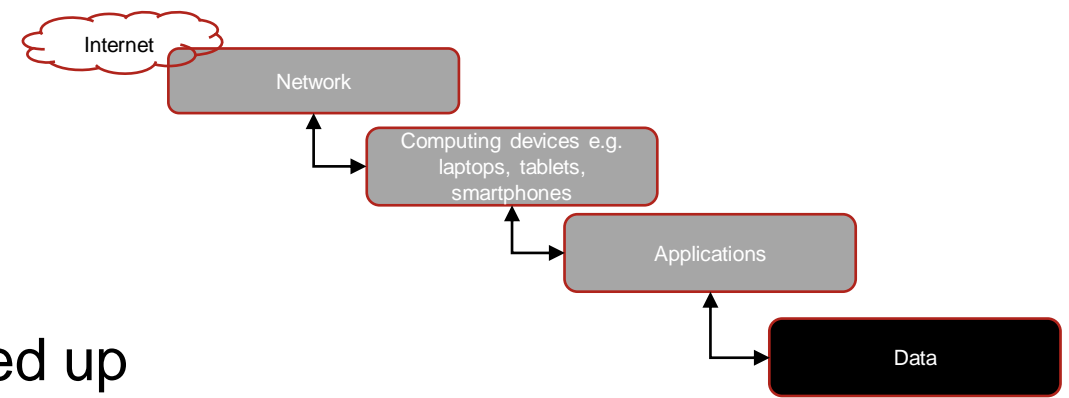 Internet
Network
Computing devices e.g.
laptops, tablets,
smartphones
Applications
ed up
Data